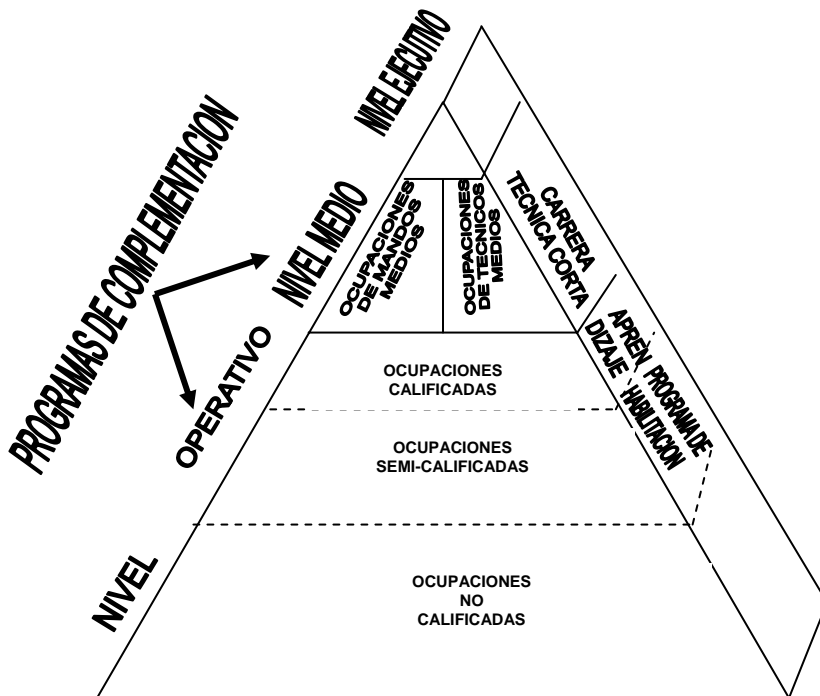 PROGRAMAS DE COMPLEMENTACION
NIVEL EJECUTIVO
NIVEL MEDIO
NIVEL OPERATIVO
OCUPACIONES
DE MANDOS
MEDIOS
OCUPACIONES
DE TECNICOS
MEDIOS
CARRERA
TECNICA CORTA
APREN
DIZAJE
PROGRAMA DE
HABILITACION
OCUPACIONES
CALIFICADAS
OCUPACIONES
SEMI-CALIFICADAS
OCUPACIONES
NO
CALIFICADAS